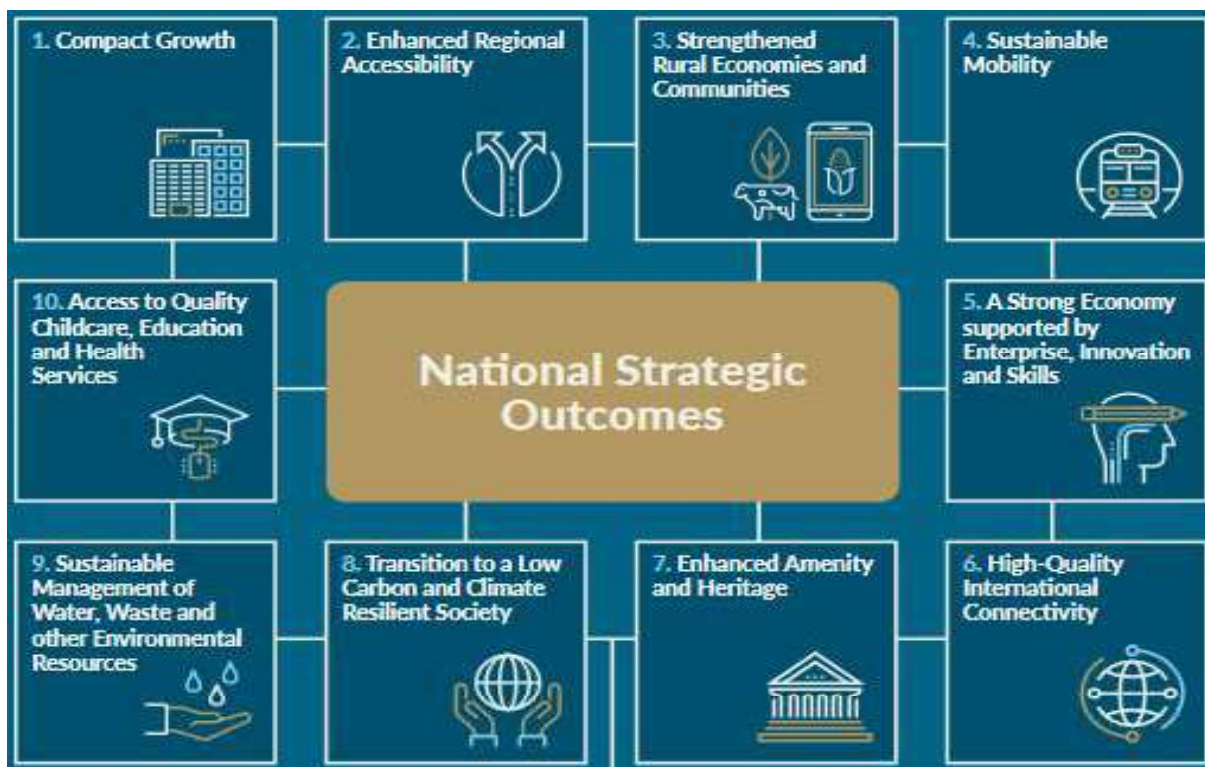 1. Compact Growth
2. Enhanced Regional
Accessibility
3. Strengthened
Rural Economies and
Communities
4. Sustainable
Mobility
10. Access to Quality
Childcare, Education
and Health
Services
National Strategic
Outcomes
5. A Strong Economy
supported by
Enterprise, Innovation
and Skills
9. Sustainable
Management of
Water, Waste and
other Environmental
Resources
8. Transition to a Low
Carbon and Climate
Resilient Society
7. Enhanced Amenity
and Heritage
6. High-Quality
International
Connectivity